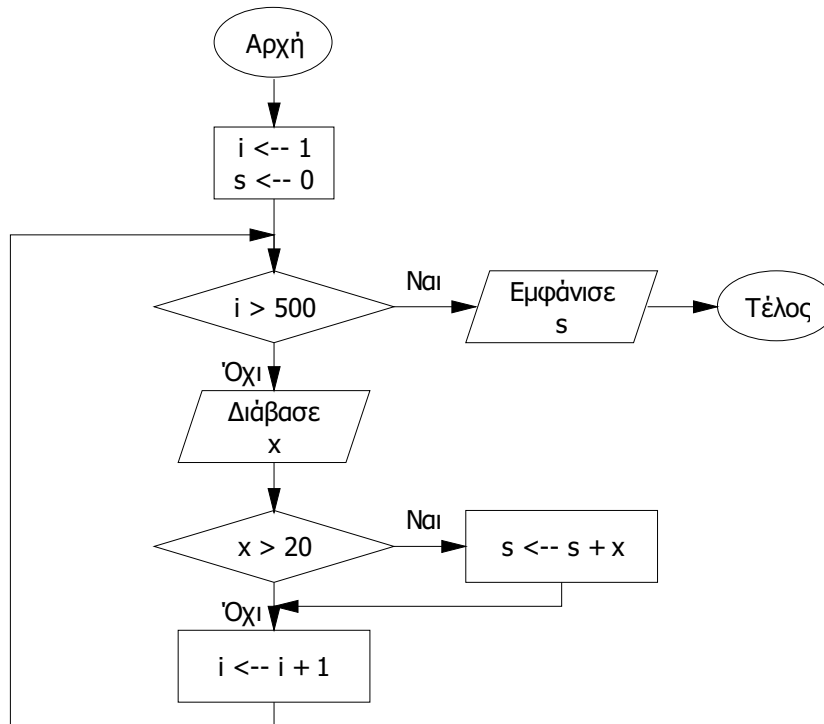 Αρχή
i <-- 1
s <-- 0
i > 500
Ναι
Εμφάνισε
s
Τέλος
Όχι
Διάβασε
x
x > 20
Ναι
s <-- s + x
Όχι
i <-- i + 1